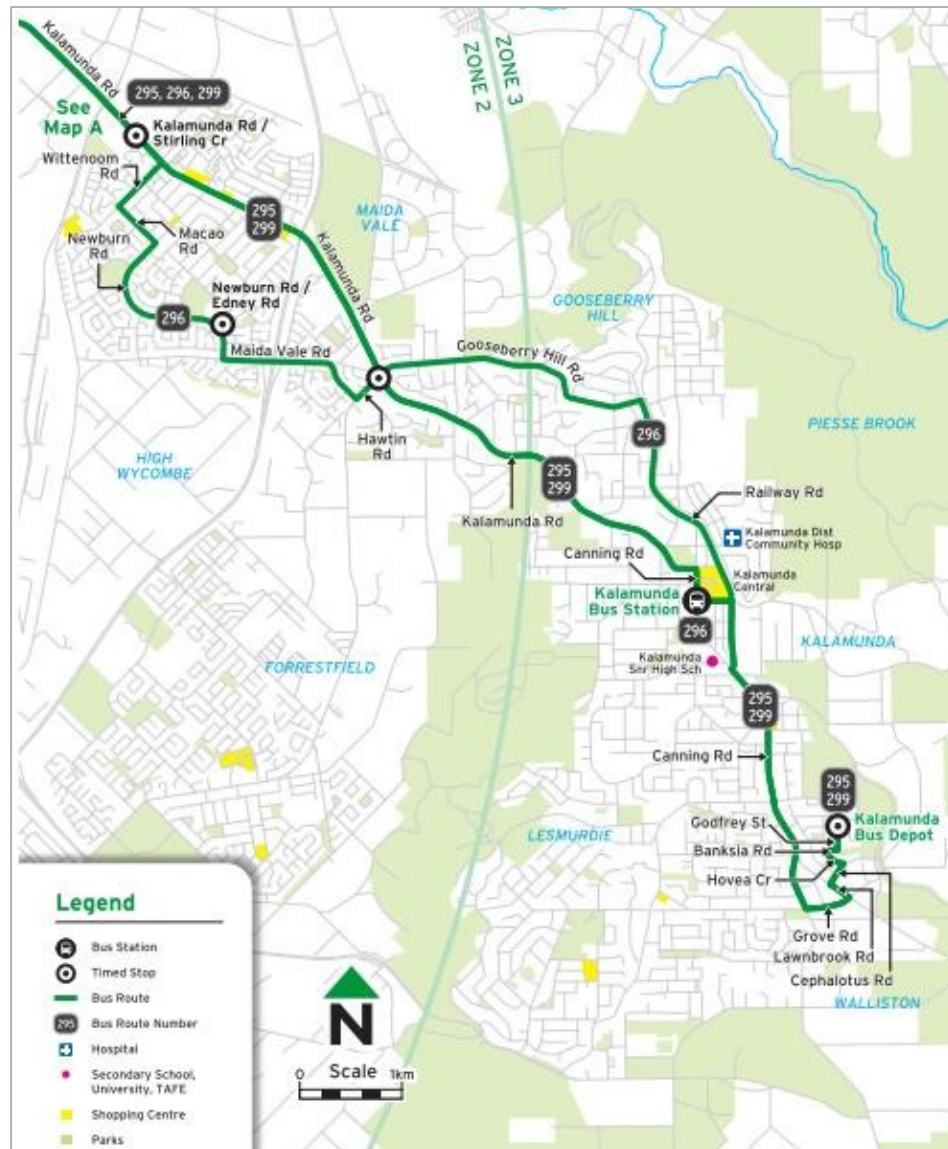 Kalamunda Rd
295, 296, 299
See
Map A
Kalamunda Rd /
Stirling Cr
Wittenoom
Rd
ZONE 2
ZONE 3
295
299
MAIDA
VALE
Macao
Rd
Newburn
Rd
Kalamunda Rd
Newburn Rd /
Edney Rd
296
Maida Vale Rd
GOOSEBERRY
HILL
Gooseberry Hill Rd
Hawtin
Rd
HIGH
WYCOMBE
296
PIESSE BROOK
295
299
Kalamunda Rd
Railway Rd
Kalamunda Dist
Community Hosp
Canning Rd
Kalamunda
Central
Kalamunda
Bus Station
296
KALAMUNDA
Kalamunda
Snr High Sch
FORRESTFIELD
295
299
Canning Rd
295
299
Godfrey St
Kalamunda
Bus Depot
LESMURDIE
Banksia Rd
Hovea Cr
Grove Rd
Lawnbrook Rd
Cephalotus Rd
WALLISTON
Legend
Bus Station
Timed Stop
Bus Route
295
Bus Route Number
Hospital
Secondary School,
University, TAFE
Shopping Centre
Parks
N
Scale
0
1km